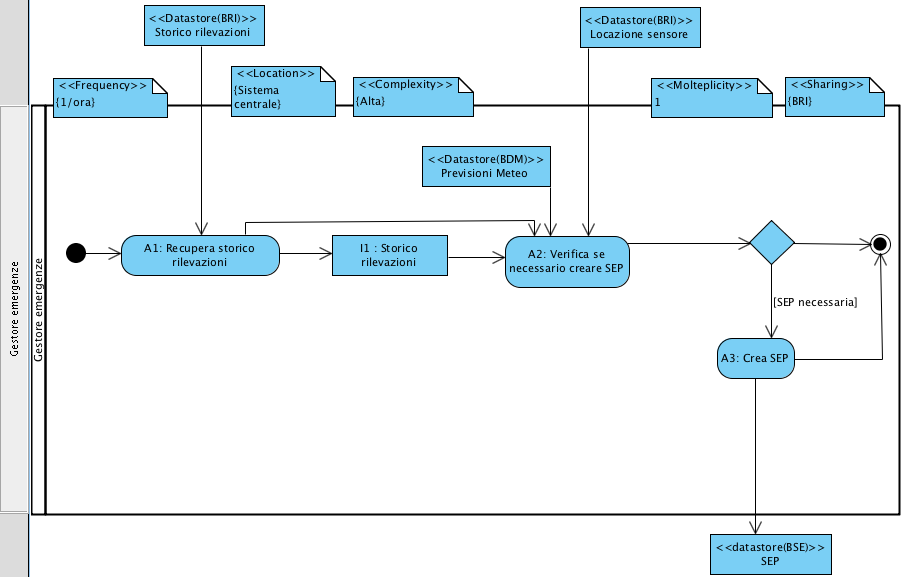 <<Datastore(BRI)>>
Storico rilevazioni
<<Datastore(BRI)>>
Locazione sensore
<<Frequency>>
{1/ora}
<<Location>>
{Sistema
centrale}
<<Complexity>>
{Alta}
<<Molteplicity>>
1
<<Sharing>>
{BRI}
<<Datastore(BDM)>>
Previsioni Meteo
Gestore emergenze
Gestore emergenze
A1: Recupera storico
rilevazioni
I1 : Storico
rilevazioni
A2: Verifica se
necessario creare SEP
[SEP necessaria]
A3: Crea SEP
<<datastore(BSE)>>
SEP